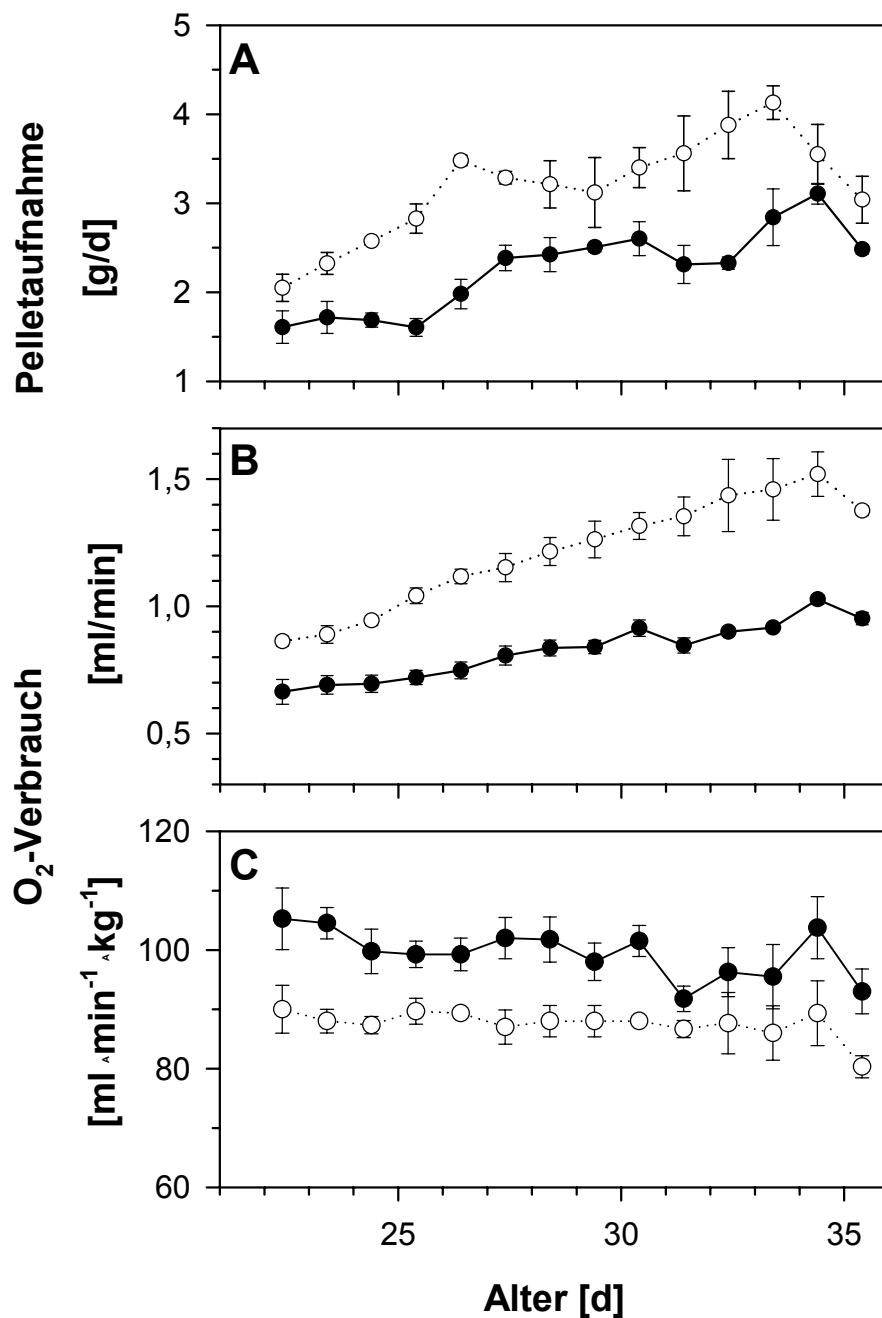 A
Pelletaufnahme
[g/d]
5
4
3
2
1
B
O₂-Verbrauch
[ml/min]
1,5
1,0
0,5
C
[ml ^ min⁻¹ ^ kg⁻¹]
120
100
80
60
25 30 35
Alter [d]